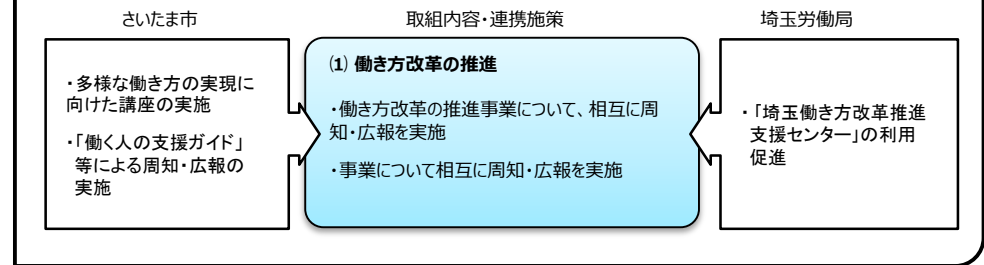 さいたま市
取組内容・連携施策
埼玉労働局
・多様な働き方の実現に
向けた講座の実施
・「働く人の支援ガイド」
等による周知・広報の
実施
⑴ 働き方改革の推進
・働き方改革の推進事業について、相互に周
知・広報を実施
・事業について相互に周知・広報を実施
・「埼玉働き方改革推進
支援センター」の利用
促進